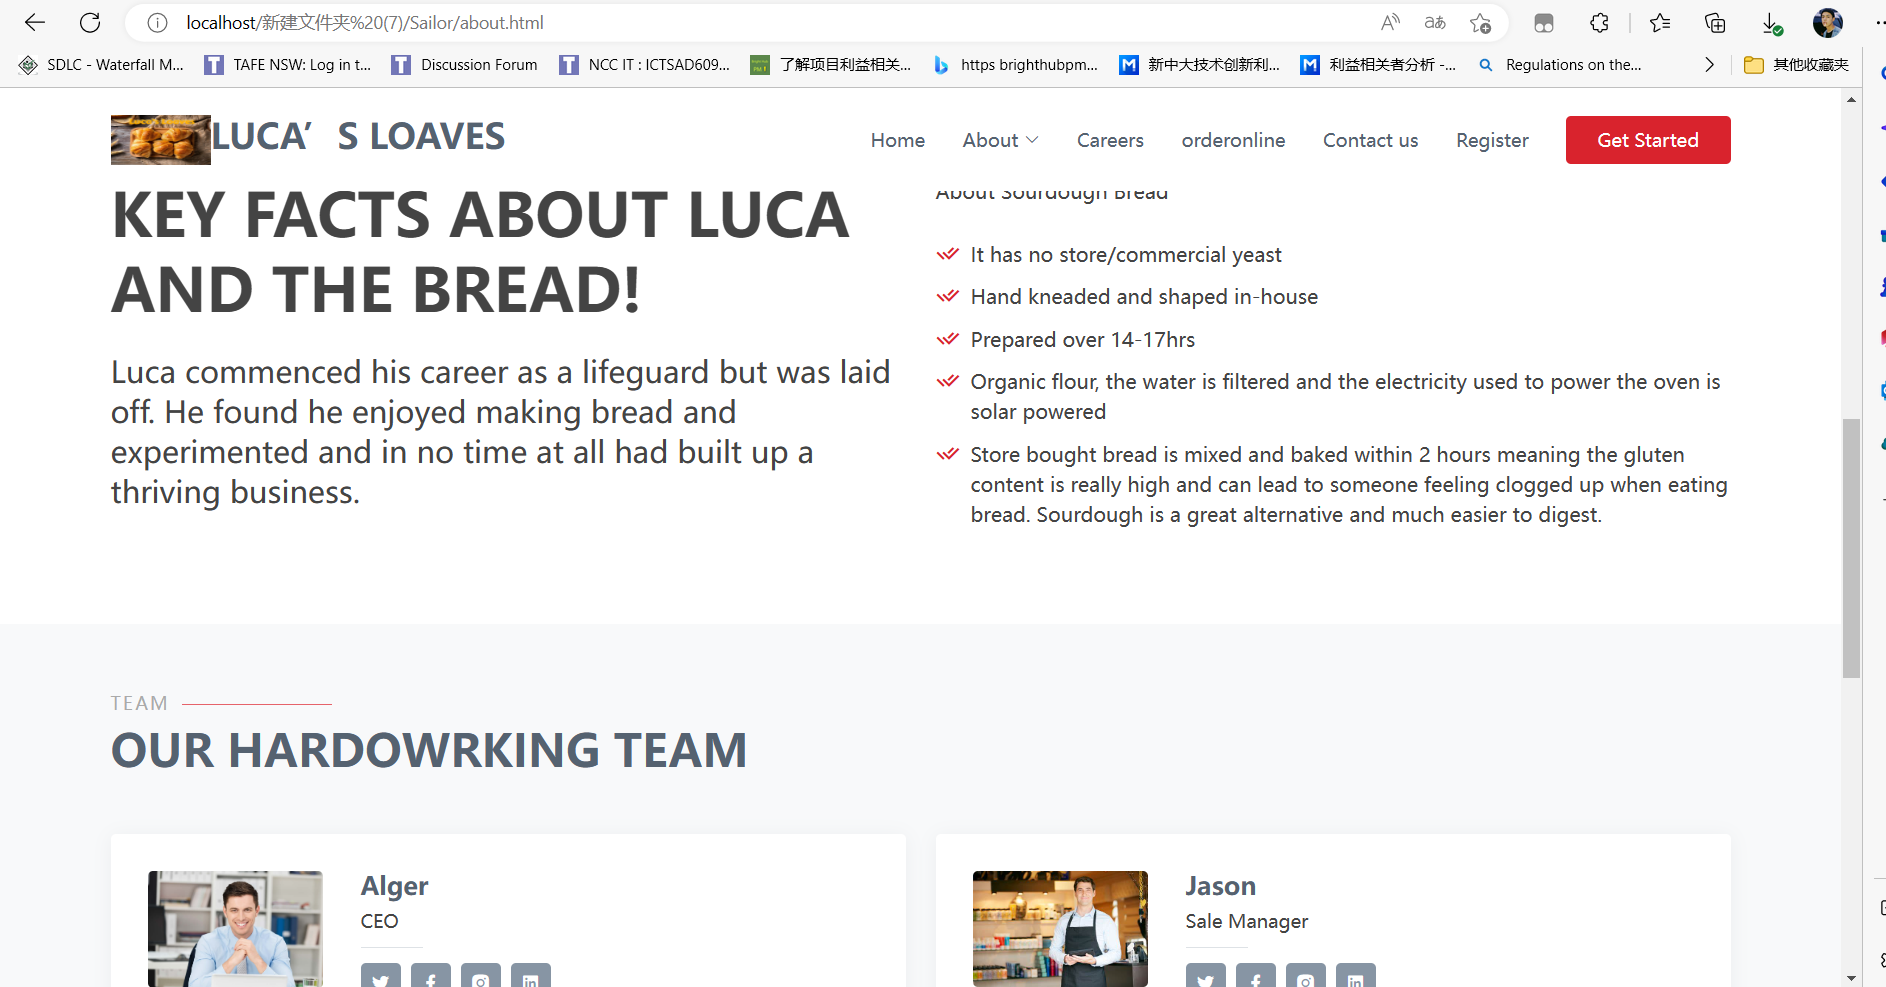 localhost/新建文件夹%20(7)/Sailor/about.html
SDLC - Waterfall M... TAFE NSW: Log in t... Discussion Forum NCC IT : ICTSAD609... 了解项目利益相关... https brighthubpm... 新中大技术创新利... 利益相关者分析 -... Regulations on the... 其他收藏夹
LUCA’S LOAVES
Home About Careers orderonline Contact us Register Get Started
KEY FACTS ABOUT LUCA
AND THE BREAD!
Luca commenced his career as a lifeguard but was laid
off. He found he enjoyed making bread and
experimented and in no time at all had built up a
thriving business.
About Sourdough Bread
It has no store/commercial yeast
Hand kneaded and shaped in-house
Prepared over 14-17hrs
Organic flour, the water is filtered and the electricity used to power the oven is
solar powered
Store bought bread is mixed and baked within 2 hours meaning the gluten
content is really high and can lead to someone feeling clogged up when eating
bread. Sourdough is a great alternative and much easier to digest.
TEAM
OUR HARDOWRKING TEAM
Alger
CEO
Jason
Sale Manager